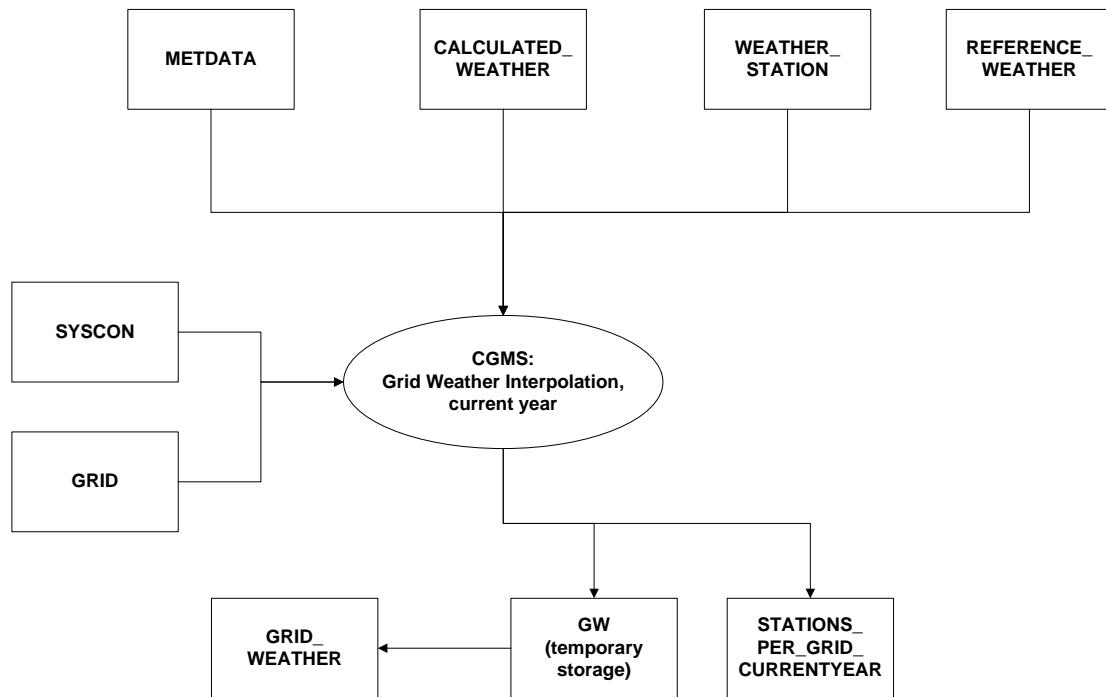 METDATA
CALCULATED_
WEATHER
WEATHER_
STATION
REFERENCE_
WEATHER
SYSCON
CGMS:
Grid Weather Interpolation,
current year
GRID
GRID_
WEATHER
GW
(temporary
storage)
STATIONS_
PER_GRID_
CURRENTYEAR